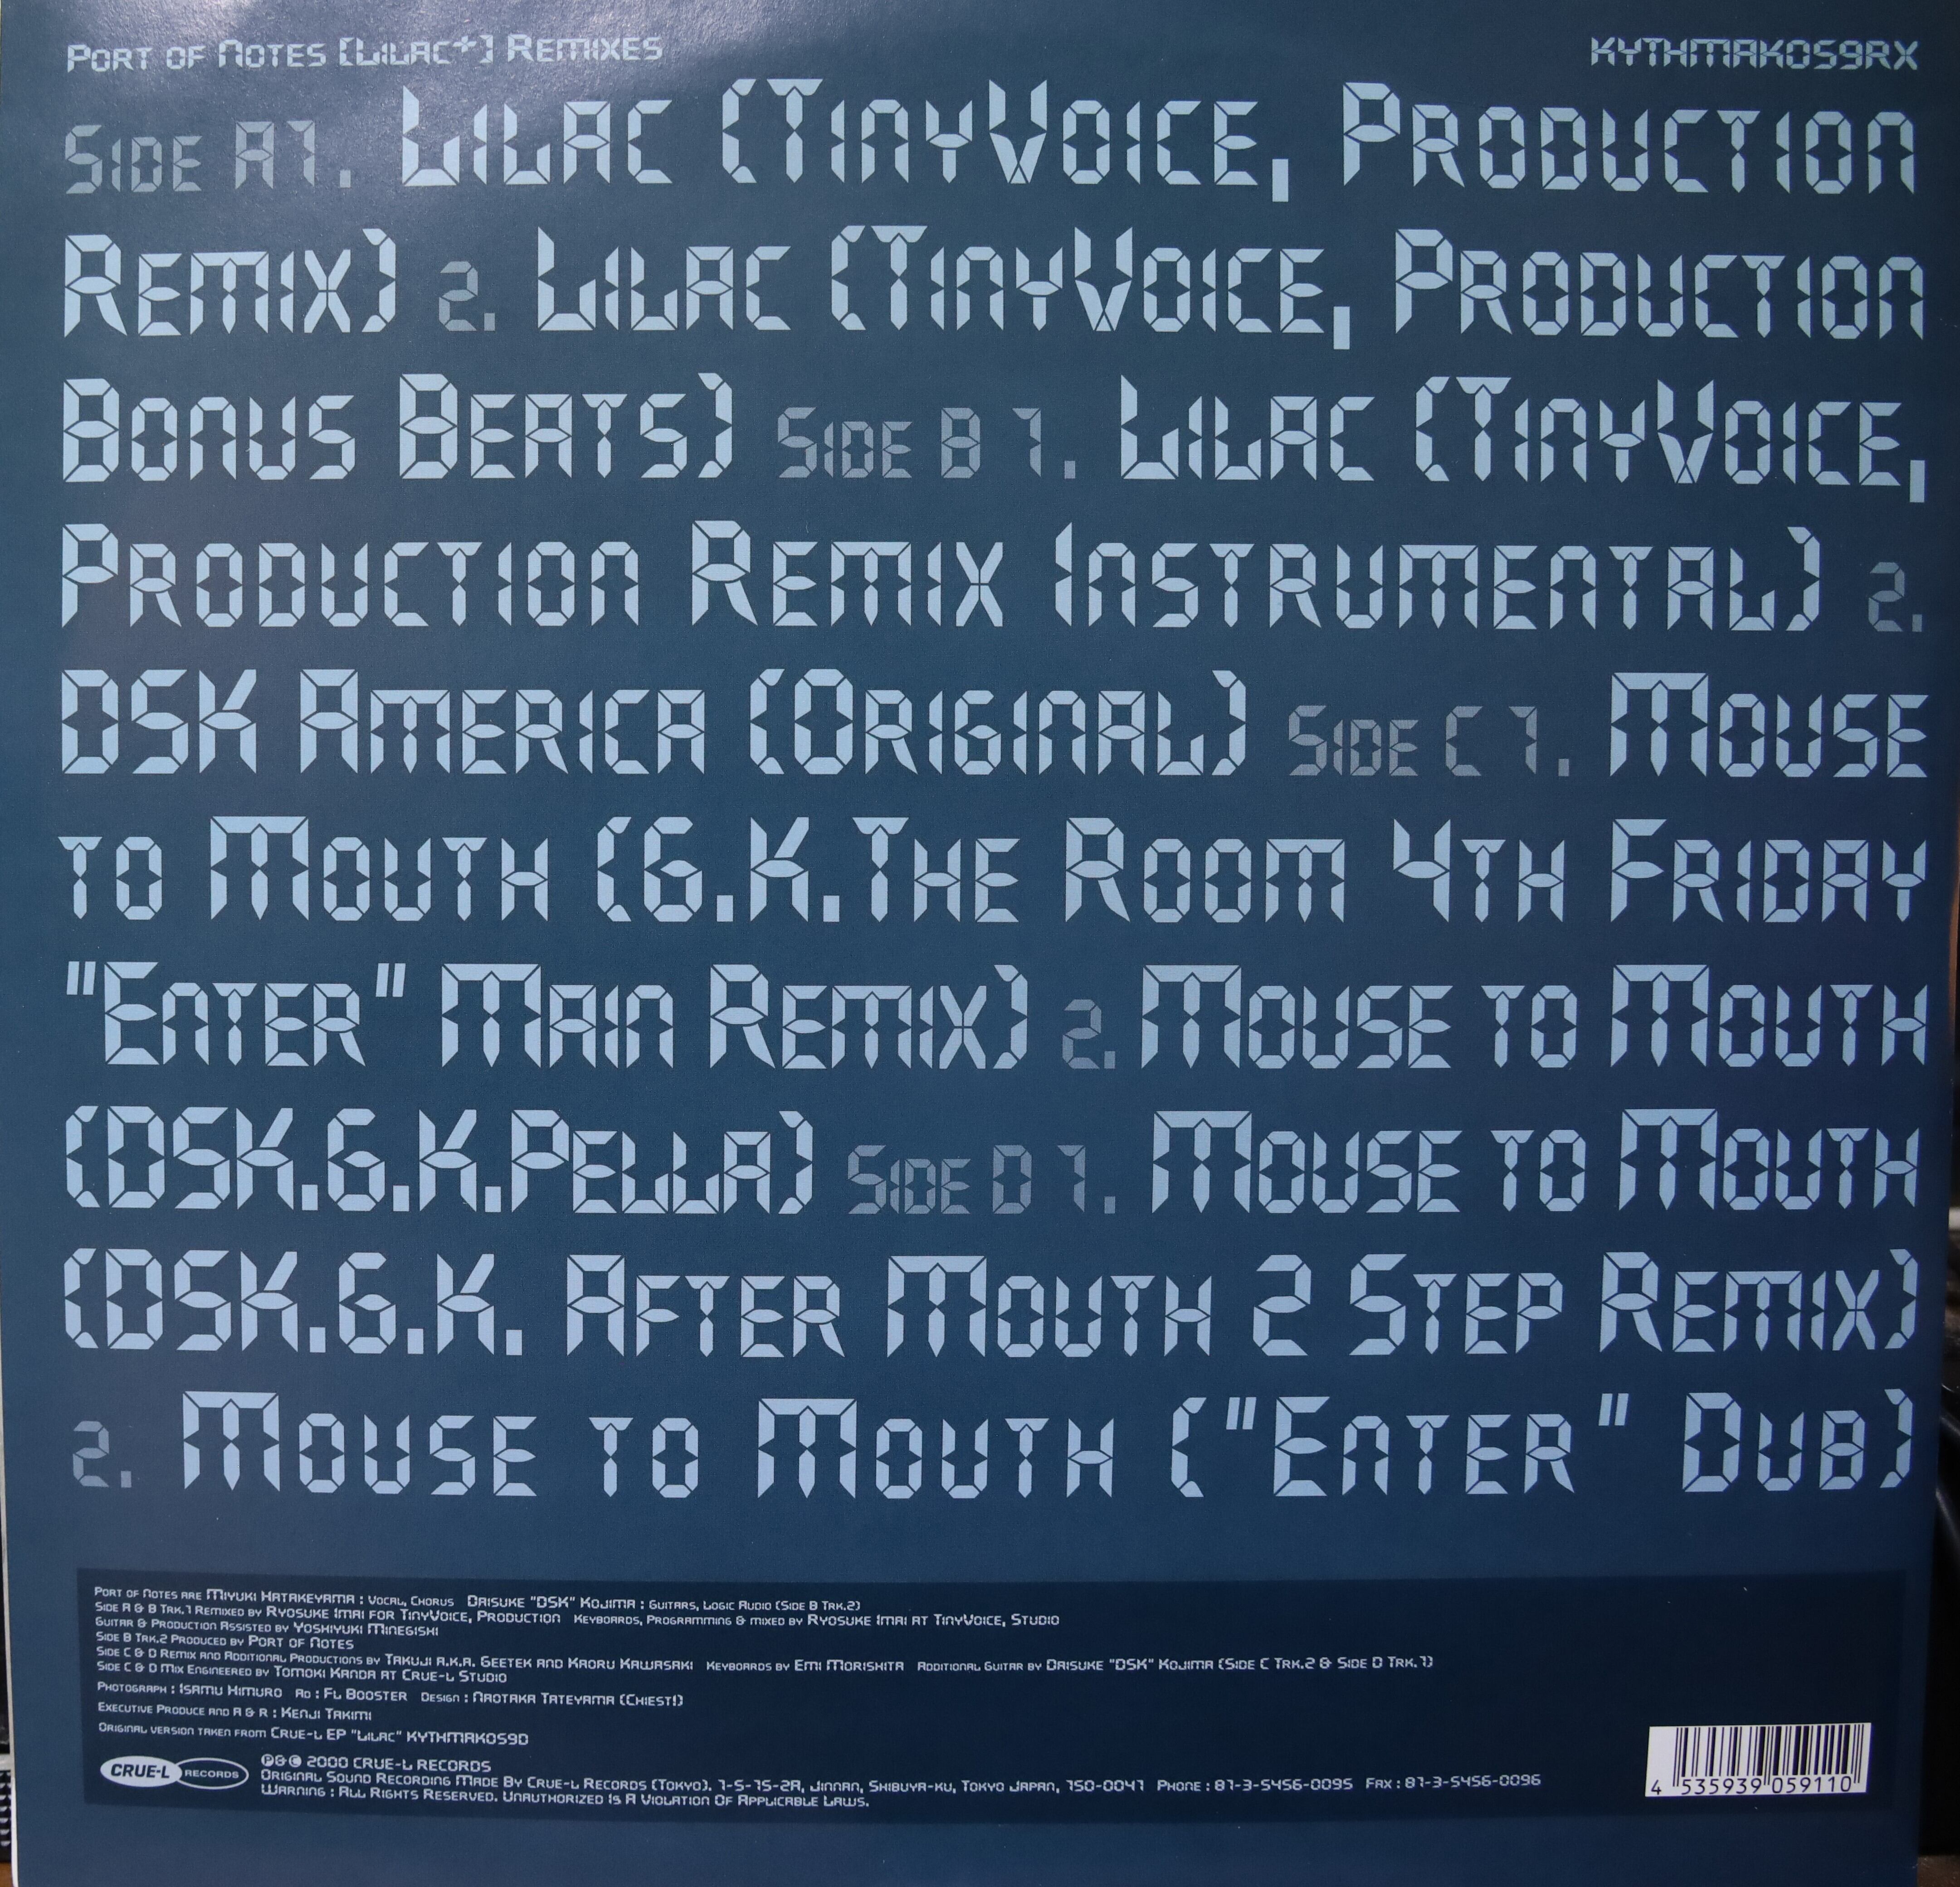 Port of Notes [Lilac+] Remixes
KYTHMAK059RX
Side A1. Lilac (TinyVoice, Production
Remix) 2. Lilac (TinyVoice, Production
Bonus Beats) Side B 1. Lilac (TinyVoice,
Production Remix Instrumental) 2.
DSK America (Original) Side C 1. Mouse
to Mouth (G.K.The Room 4th Friday
"Enter" Main Remix) 2. Mouse to Mouth
(DSK.G.K.Pella) Side D 1. Mouse to Mouth
(DSK.G.K. After Mouth 2 Step Remix)
2. Mouse to Mouth ("Enter" Dub)
Port of Notes are Miyuki Hatakeyama : Vocal, Chorus Daisuke "DSK" Kojima : Guitars, Logic Audio (Side B Trk.2)
Side A & B Trk.1 Remixed by Ryosuke Imai for TinyVoice, Production Keyboards, Programming & mixed by Ryosuke Imai at TinyVoice, Studio
Guitar & Production Assisted by Yoshiyuki Minegishi
Side B Trk.2 Produced by Port of Notes
Side C & D Remix and Additional Productions by Takuji a.k.a. Geetek and Kaoru Kawasaki Keyboards by Emi Morishita Additional Guitar by Daisuke "DSK" Kojima (Side C Trk.2 & Side D Trk.1)
Side C & D Mix Engineered by Tomoki Kanda at Crue-L Studio
Photograph : Isamu Himuro Ad : FL Booster Design : Naotaka Tateyama (Chiest!)
Executive Produce and A & R : Kenji Takimi
Original version taken from Crue-L EP "Lilac" KYTHMAK059D
CRUE-L RECORDS
℗&© 2000 CRUE-L RECORDS
Original Sound Recording Made By Crue-L Records (Tokyo). 1-5-15-2A, Jinnan, Shibuya-ku, Tokyo Japan, 150-0041 Phone : 81-3-5456-0095 Fax : 81-3-5456-0096
Warning : All Rights Reserved. Unauthorized Is A Violation Of Applicable Laws.
4 535939 059110